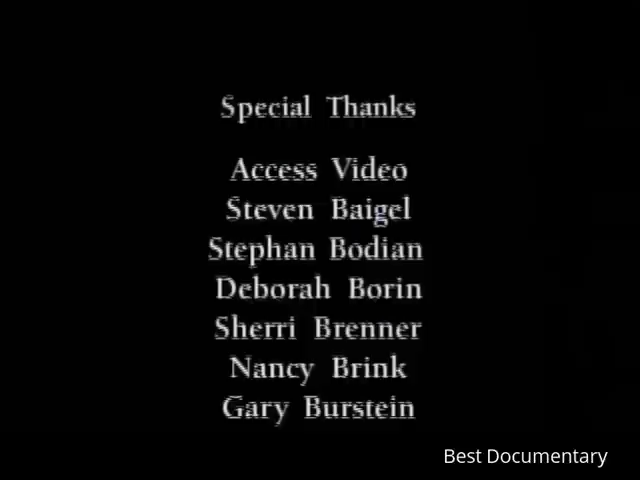 Special Thanks
Access Video
Steven Baigel
Stephan Bodian
Deborah Borin
Sherri Brenner
Nancy Brink
Gary Burstein
Best Documentary